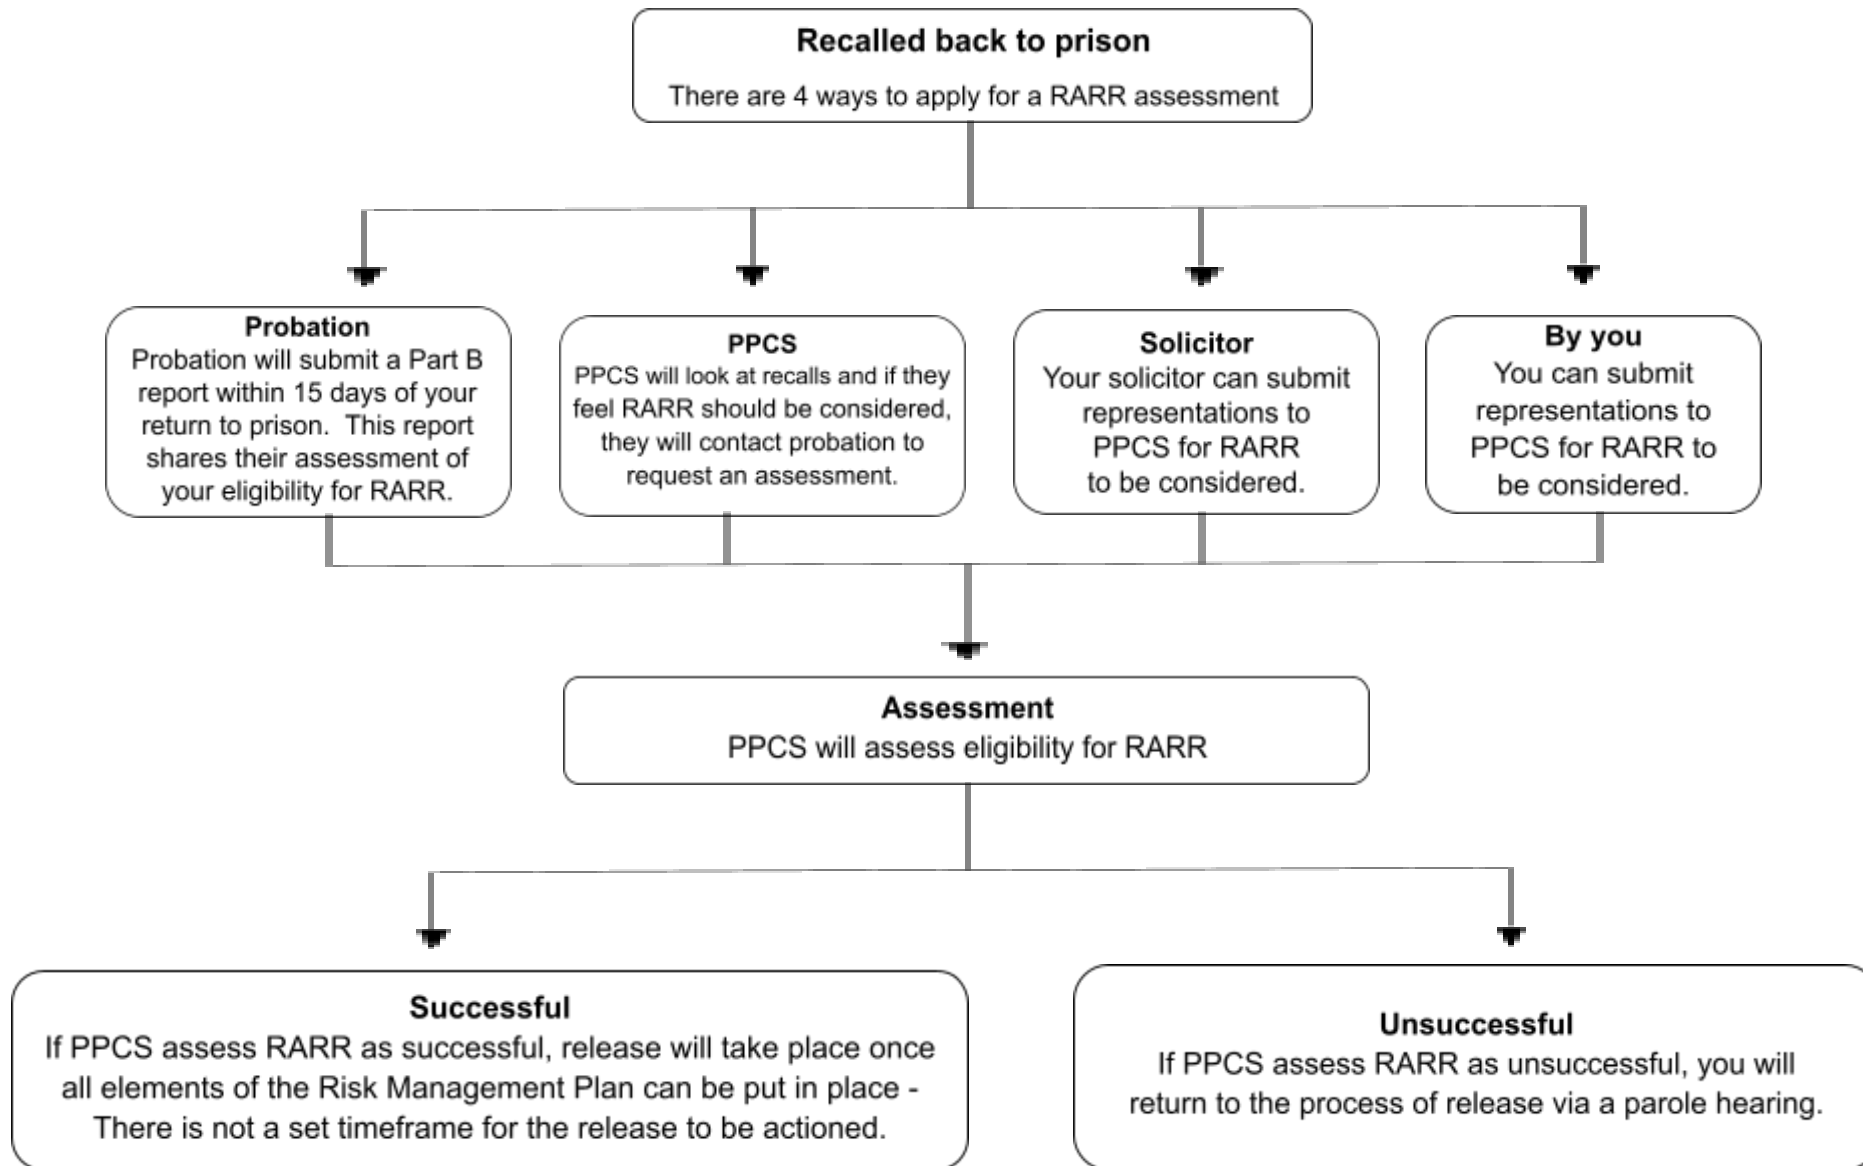 Recalled back to prison
There are 4 ways to apply for a RARR assessment
Probation
Probation will submit a Part B
report within 15 days of your
return to prison.  This report
shares their assessment of
your eligibility for RARR.
PPCS
PPCS will look at recalls and if they
feel RARR should be considered,
they will contact probation to
request an assessment.
Solicitor
Your solicitor can submit
representations to
PPCS for RARR
to be considered.
By you
You can submit
representations to
PPCS for RARR to
be considered.
Assessment
PPCS will assess eligibility for RARR
Successful
If PPCS assess RARR as successful, release will take place once
all elements of the Risk Management Plan can be put in place -
There is not a set timeframe for the release to be actioned.
Unsuccessful
If PPCS assess RARR as unsuccessful, you will
return to the process of release via a parole hearing.